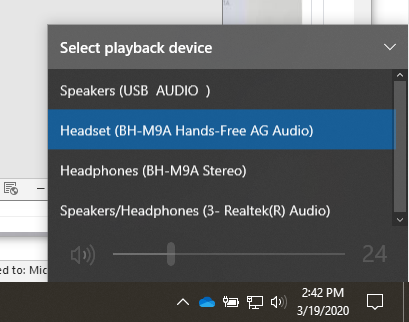 Select playback device
Speakers (USB  AUDIO  )
Headset (BH-M9A Hands-Free AG Audio)
Headphones (BH-M9A Stereo)
Speakers/Headphones (3- Realtek(R) Audio)
24
ed to: Mic
2:42 PM
3/19/2020